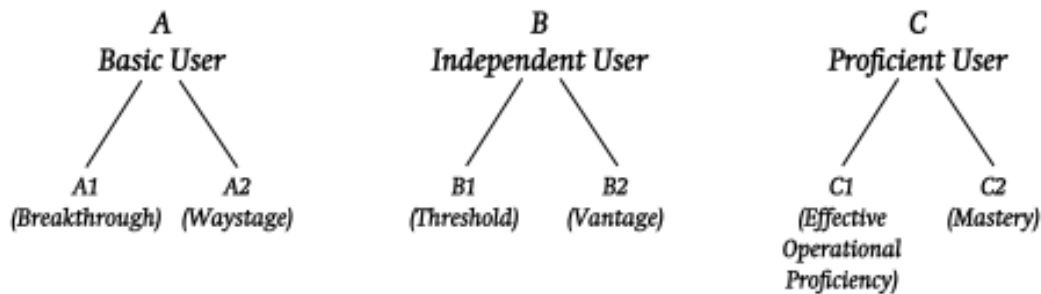 A
Basic User
B
Independent User
C
Proficient User
A1
(Breakthrough)
A2
(Waystage)
B1
(Threshold)
B2
(Vantage)
C1
(Effective
Operational
Proficiency)
C2
(Mastery)